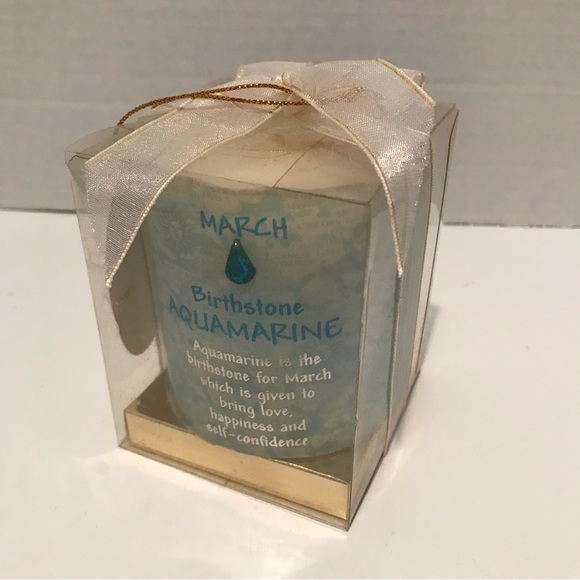 MARCH
Birthstone
AQUAMARINE
Aquamarine is the
birthstone for March
which is given to
bring love,
happiness and
self-confidence